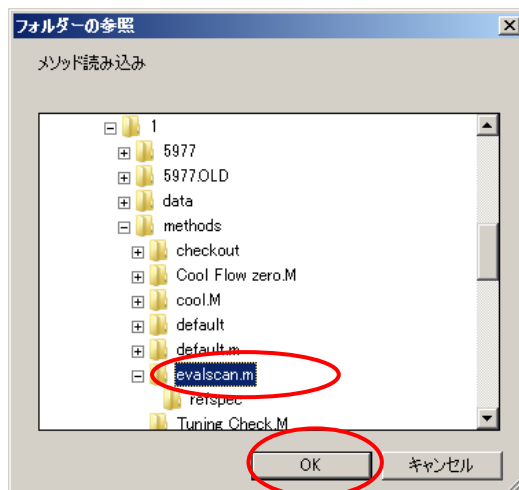 フォルダーの参照
メソッド読み込み
1
5977
5977.OLD
data
methods
checkout
Cool Flow zero.M
cool.M
default
default.m
evalscan.m
refspec
Tuning Check.M
OK
キャンセル